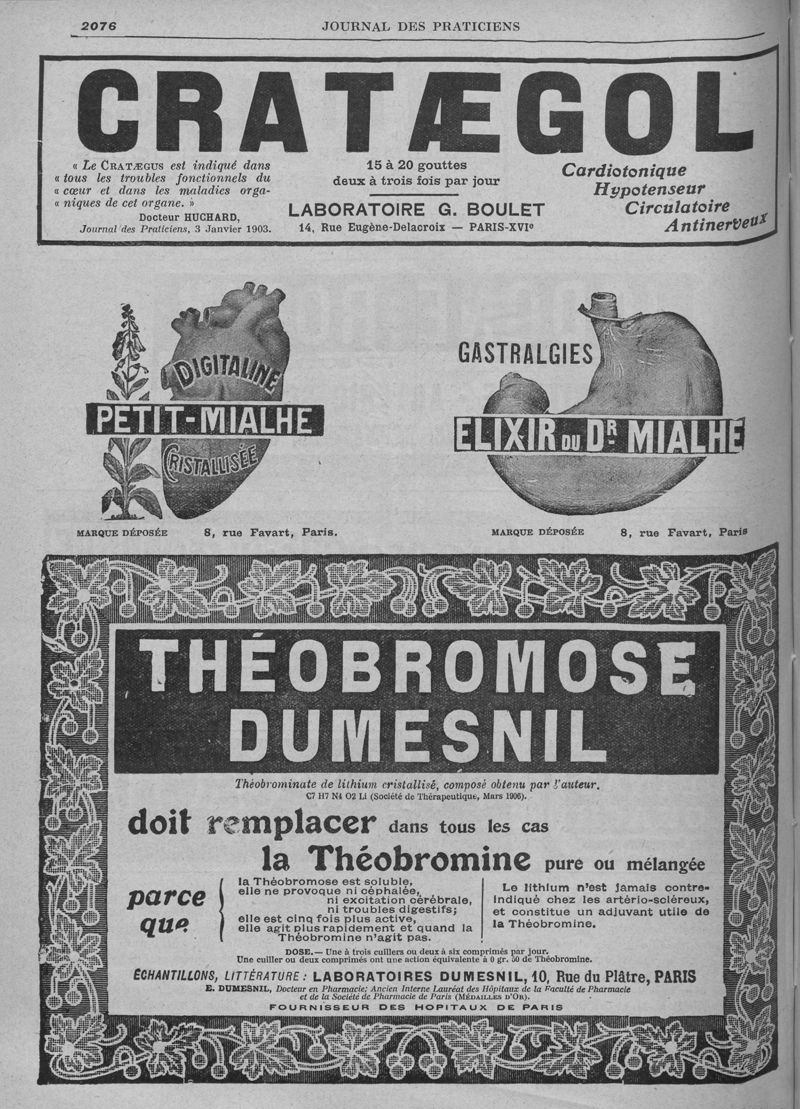 2076
JOURNAL DES PRATICIENS
CRATÆGOL
« Le CRATÆGUS est indiqué dans
« tous les troubles fonctionnels du
« cœur et dans les maladies orga-
« niques de cet organe. »
Docteur HUCHARD,
Journal des Praticiens, 3 Janvier 1903.
15 à 20 gouttes
deux à trois fois par jour
LABORATOIRE G. BOULET
14, Rue Eugène-Delacroix — PARIS-XVIe
Cardiotonique
Hypotenseur
Circulatoire
Antinerveux
DIGITALINE
PETIT-MIALHE
CRISTALLISÉE
MARQUE DÉPOSÉE 8, rue Favart, Paris.
GASTRALGIES
ELIXIR DU DR MIALHE
MARQUE DÉPOSÉE 8, rue Favart, Paris
THÉOBROMOSE
DUMESNIL
Théobrominate de lithium cristallisé, composé obtenu par l'auteur.
C7 H7 N4 O2 Li (Société de Thérapeutique, Mars 1906).
doit remplacer dans tous les cas
la Théobromine pure ou mélangée
parce
que
la Théobromose est soluble,
elle ne provoque ni céphalée,
ni excitation cérébrale,
ni troubles digestifs;
elle est cinq fois plus active,
elle agit plus rapidement et quand la
Théobromine n'agit pas.
Le lithium n'est jamais contre-
indiqué chez les artério-scléreux,
et constitue un adjuvant utile de
la Théobromine.
DOSE. — Une à trois cuillers ou deux à six comprimés par jour.
Une cuiller ou deux comprimés ont une action équivalente à 0 gr. 50 de Théobromine.
ÉCHANTILLONS, LITTÉRATURE : LABORATOIRES DUMESNIL, 10, Rue du Plâtre, PARIS
E. DUMESNIL, Docteur en Pharmacie; Ancien Interne Lauréat des Hôpitaux de la Faculté de Pharmacie
et de la Société de Pharmacie de Paris (MÉDAILLES D'OR).
FOURNISSEUR DES HOPITAUX DE PARIS